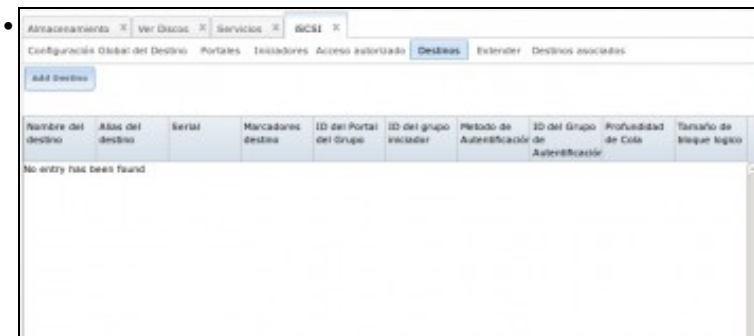 Almacenamiento X Ver Discos X Servicios X iSCSI X
Configuración Global del Destino Portales Iniciadores Acceso autorizado Destinos Extender Destinos asociados
Add Destino
Nombre del destino Alias del destino Serial Marcadores destino ID del Portal del Grupo ID del grupo iniciador Metodo de Autentificación ID del Grupo de Autentificación Profundidad de Cola Tamaño de bloque logico
No entry has been found